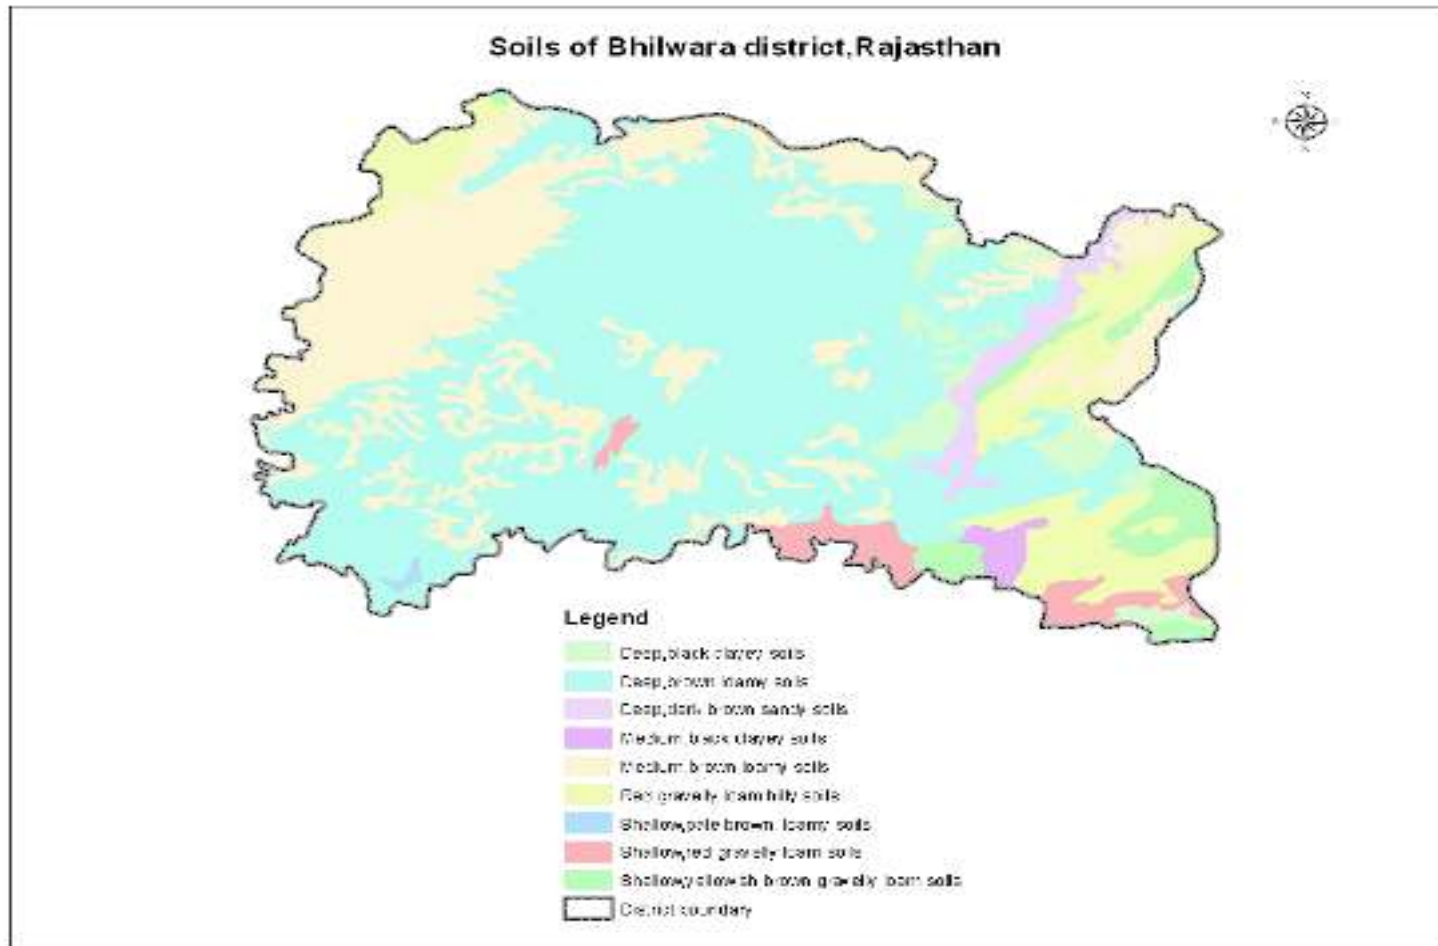 Soils of Bhilwara district,Rajasthan
N
Legend
Deep,black clayey soils
Deep,brown loamy soils
Deep,dark brown sandy soils
Medium black clayey soils
Medium brown loamy soils
Red gravelly loam hilly soils
Shallow,pale brown loamy soils
Shallow,red gravelly loam soils
Shallow,yellowish brown gravelly loam soils
District boundary